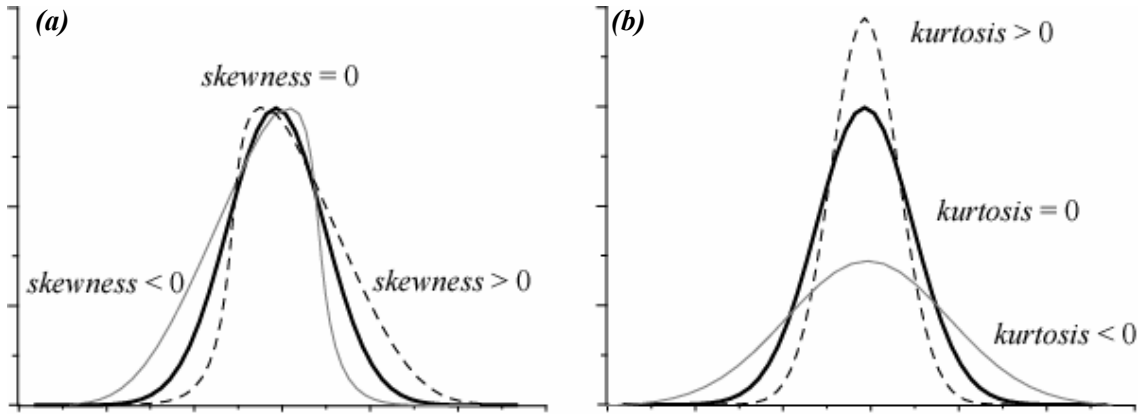 (a)
skewness = 0
skewness < 0
skewness > 0
(b)
kurtosis > 0
kurtosis = 0
kurtosis < 0